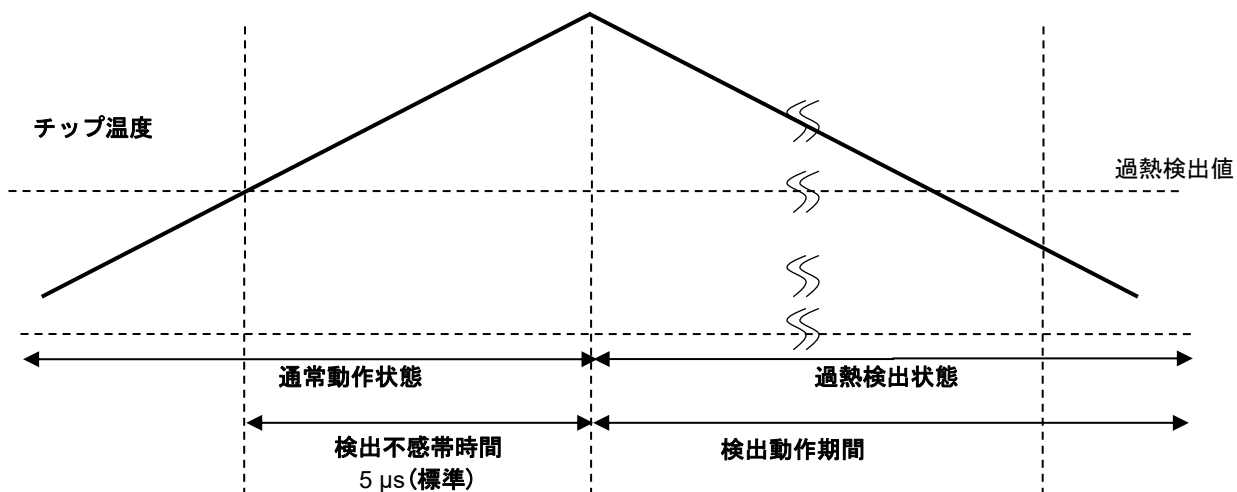 チップ温度
過熱検出値
通常動作状態
過熱検出状態
検出不感帯時間
5 μs(標準)
検出動作期間